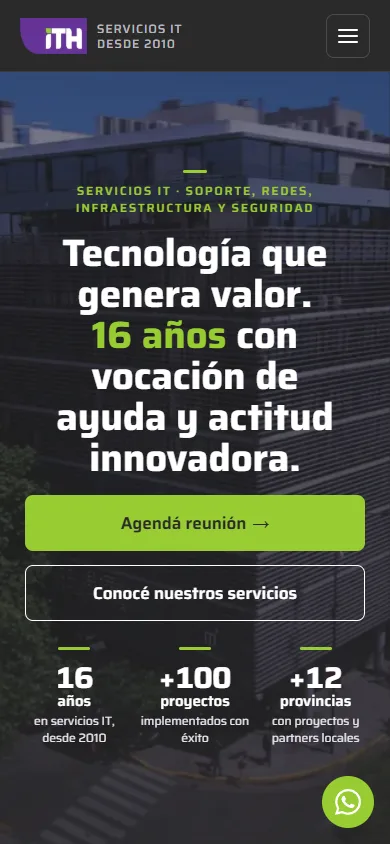 iTH
SERVICIOS IT
DESDE 2010
SERVICIOS IT · SOPORTE, REDES,
INFRAESTRUCTURA Y SEGURIDAD
Tecnología que
genera valor.
16 años con
vocación de
ayuda y actitud
innovadora.
Agendá reunión →
Conocé nuestros servicios
16
años
en servicios IT,
desde 2010
+100
proyectos
implementados con
éxito
+12
provincias
con proyectos y
partners locales